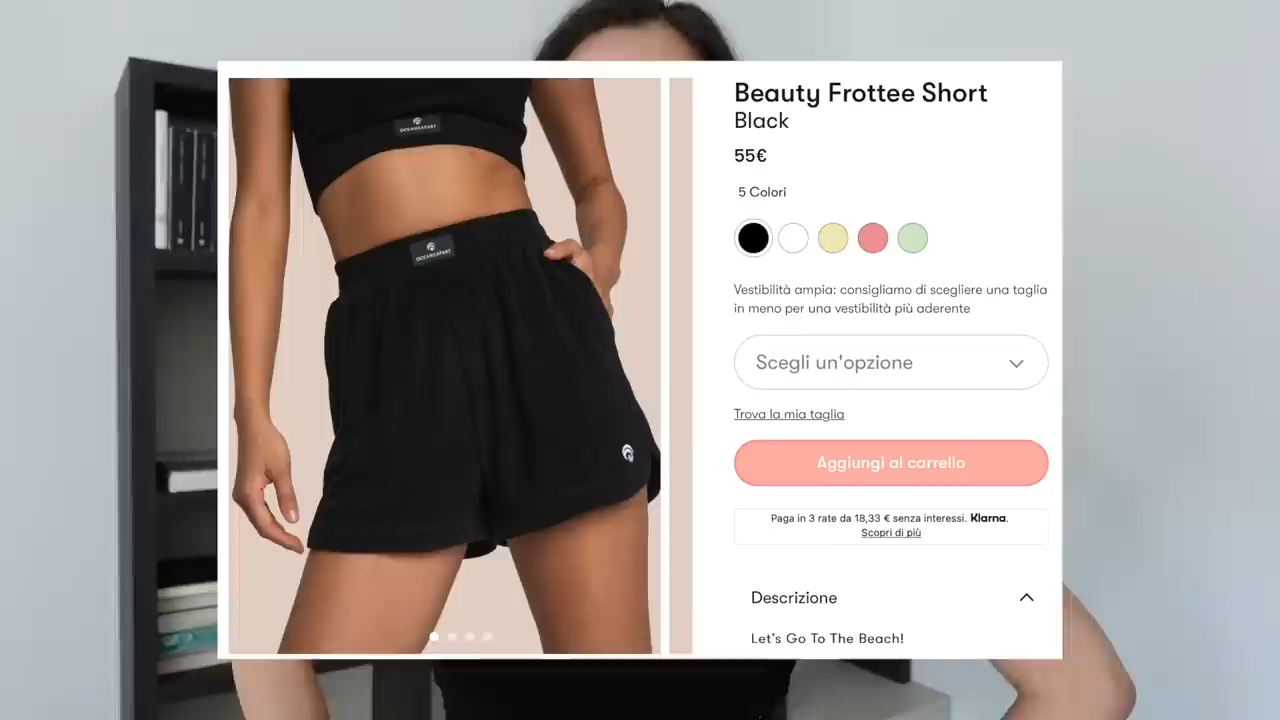 OCEANSAPART
OCEANSAPART
Beauty Frottee Short
Black
55€
5 Colori
Vestibilità ampia: consigliamo di scegliere una taglia
in meno per una vestibilità più aderente
Scegli un'opzione
Trova la mia taglia
Aggiungi al carrello
Paga in 3 rate da 18,33 € senza interessi. Klarna.
Scopri di più
Descrizione
Let's Go To The Beach!